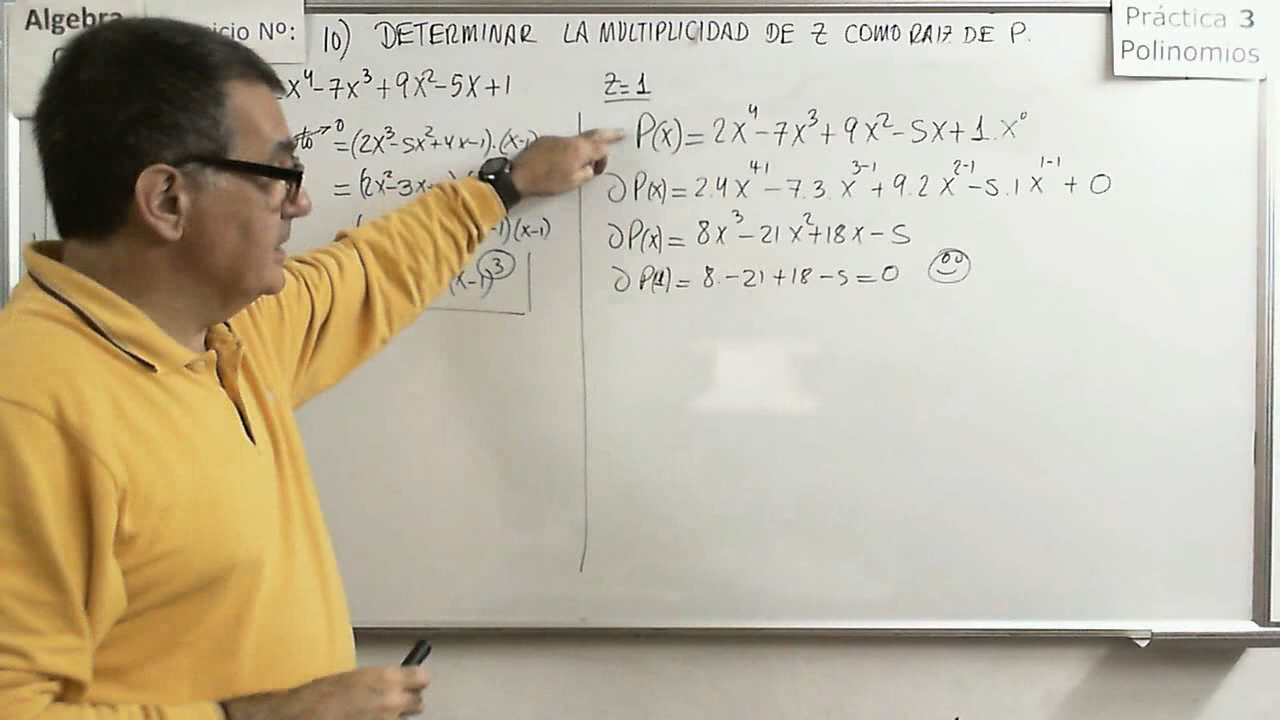 Algebra
icio Nº:
Práctica 3
Polinomios
10) DETERMINAR LA MULTIPLICIDAD DE Z COMO RAIZ DE P.
x⁴-7x³+9x²-5x+1
=(2x³-5x²+4x-1).(x-1)
=(2x²-3x
)(x-1)
(x-1)³
Z=1
P(x)=2x⁴-7x³+9x²-5x+1.x⁰
∂P(x)=2.4x⁴⁻¹-7.3.x³⁻¹+9.2x²⁻¹-5.1x¹⁻¹+0
∂P(x)=8x³-21x²+18x-5
∂P(1)=8.-21+18-5=0